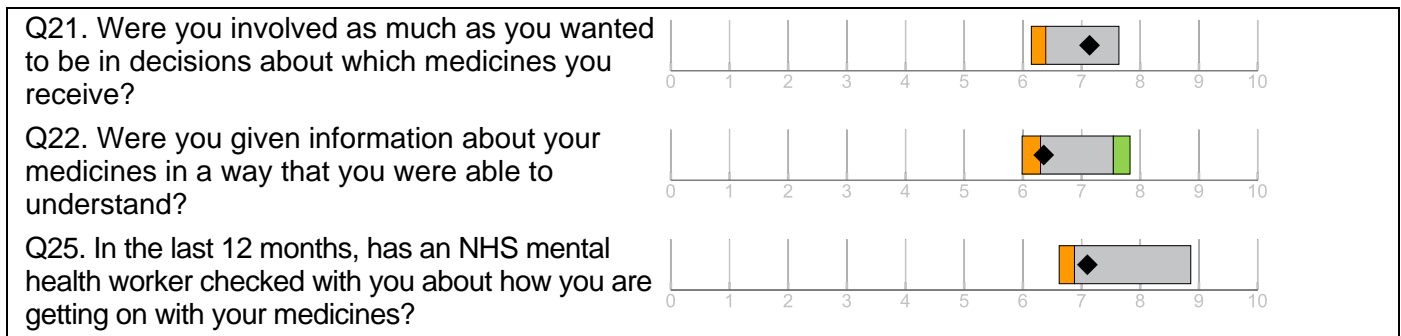 Q21. Were you involved as much as you wanted
to be in decisions about which medicines you
receive?
0 1 2 3 4 5 6 7 8 9 10
Q22. Were you given information about your
medicines in a way that you were able to
understand?
0 1 2 3 4 5 6 7 8 9 10
Q25. In the last 12 months, has an NHS mental
health worker checked with you about how you are
getting on with your medicines?
0 1 2 3 4 5 6 7 8 9 10